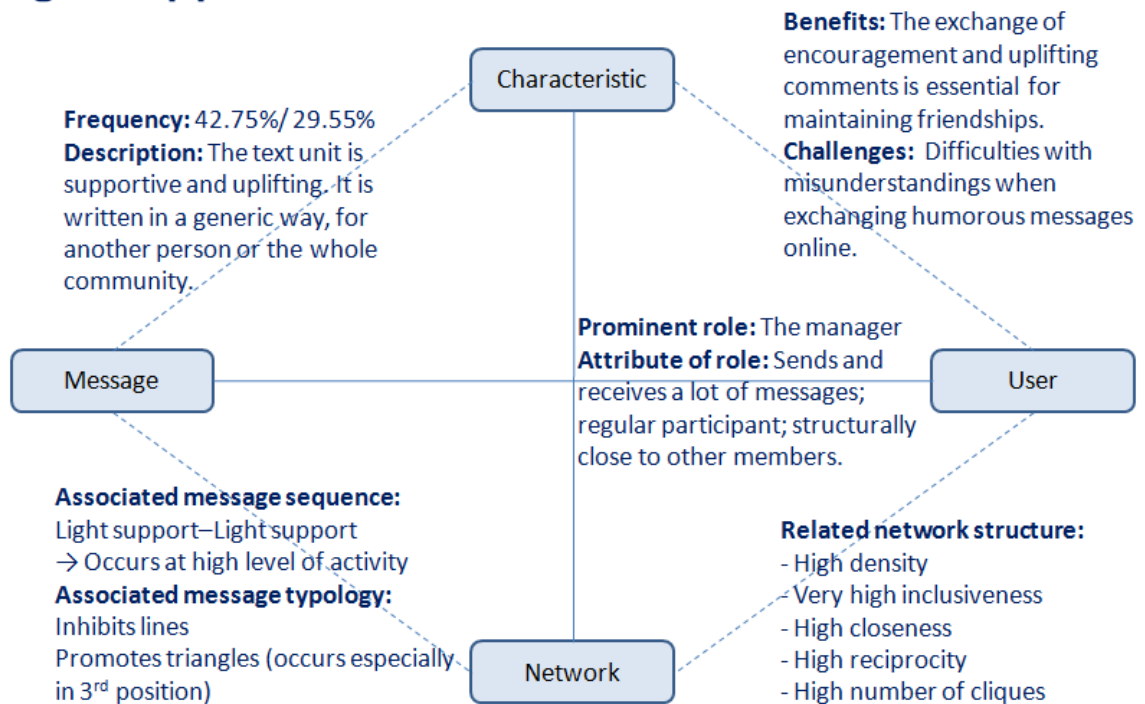 Characteristic
Benefits: The exchange of
encouragement and uplifting
comments is essential for
maintaining friendships.
Challenges: Difficulties with
misunderstandings when
exchanging humorous messages
online.
Frequency: 42.75%/ 29.55%
Description: The text unit is
supportive and uplifting. It is
written in a generic way, for
another person or the whole
community.
Prominent role: The manager
Attribute of role: Sends and
receives a lot of messages;
regular participant; structurally
close to other members.
Message
User
Associated message sequence:
Light support–Light support
→ Occurs at high level of activity
Associated message typology:
Inhibits lines
Promotes triangles (occurs especially
in 3rd position)
Related network structure:
- High density
- Very high inclusiveness
- High closeness
- High reciprocity
- High number of cliques
Network